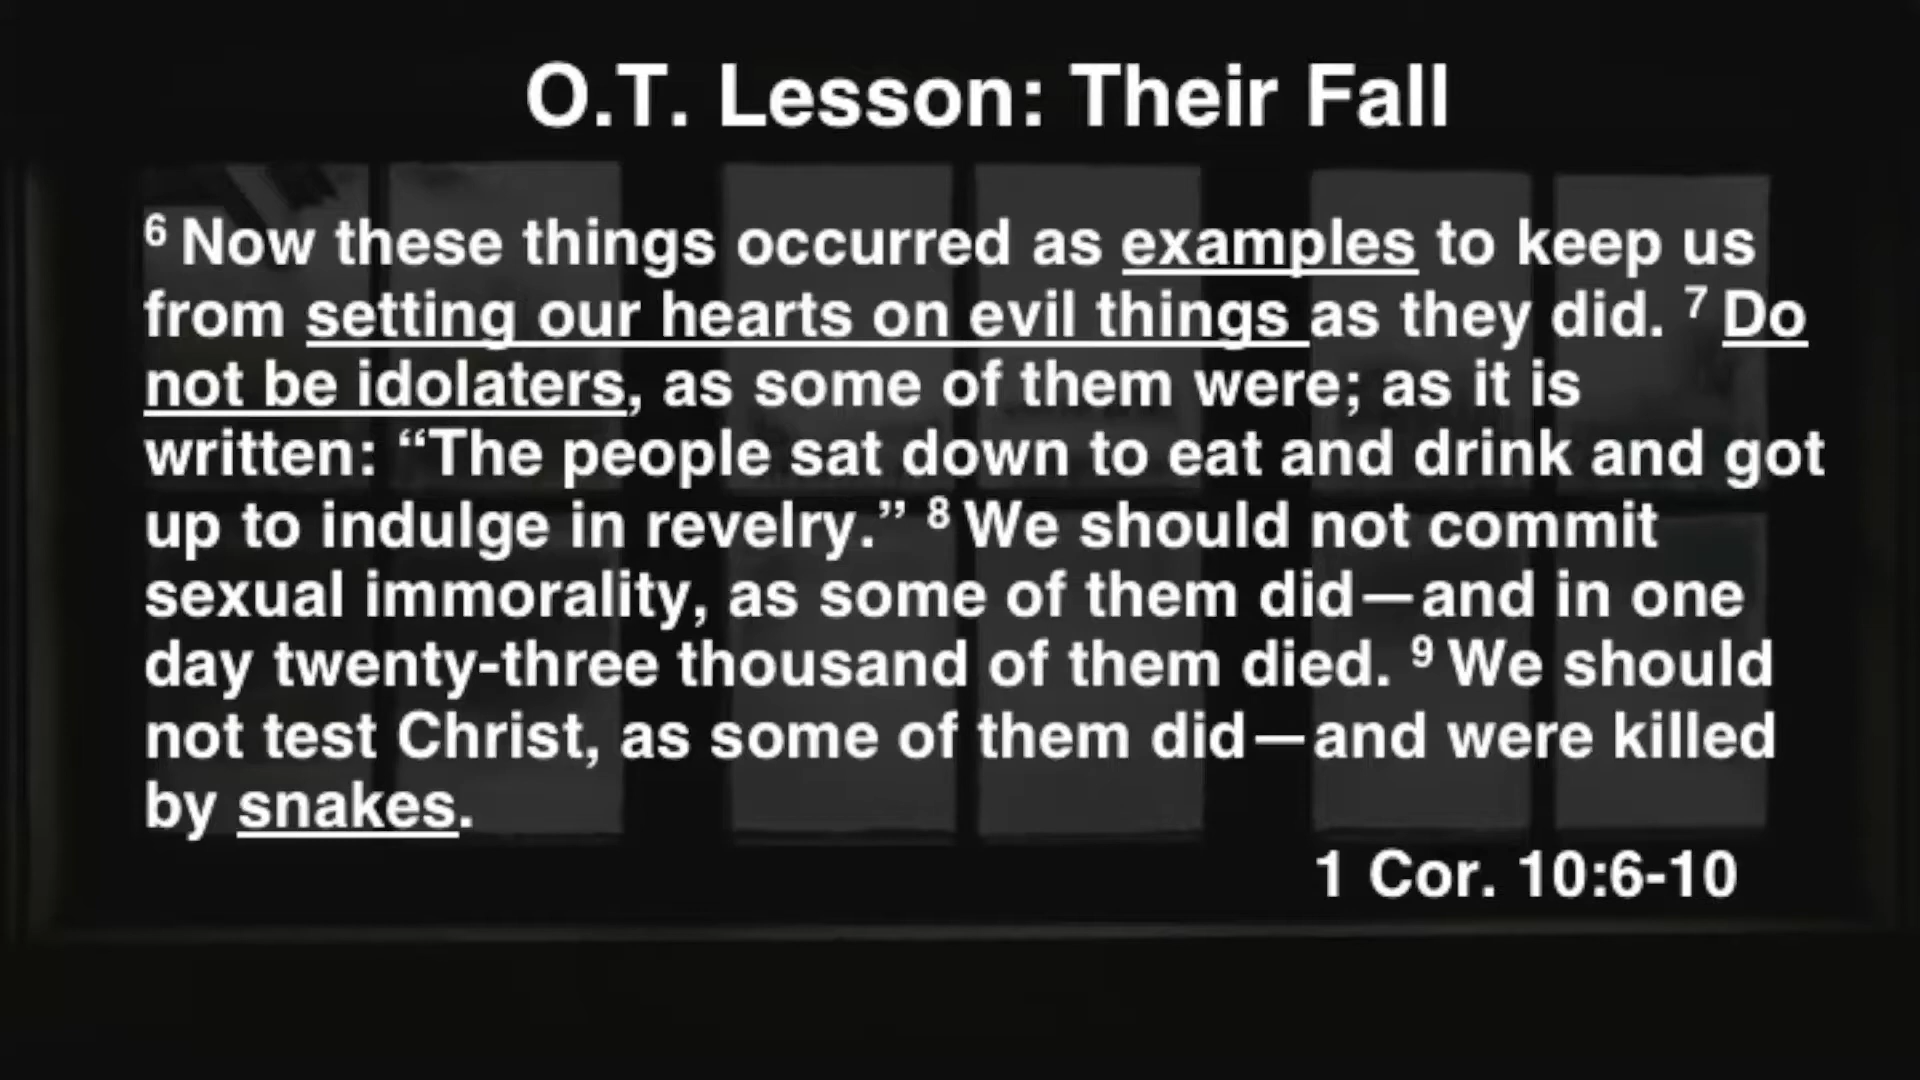 O.T. Lesson: Their Fall
6 Now these things occurred as examples to keep us
from setting our hearts on evil things as they did. 7 Do
not be idolaters, as some of them were; as it is
written: “The people sat down to eat and drink and got
up to indulge in revelry.” 8 We should not commit
sexual immorality, as some of them did—and in one
day twenty-three thousand of them died. 9 We should
not test Christ, as some of them did—and were killed
by snakes.
1 Cor. 10:6-10